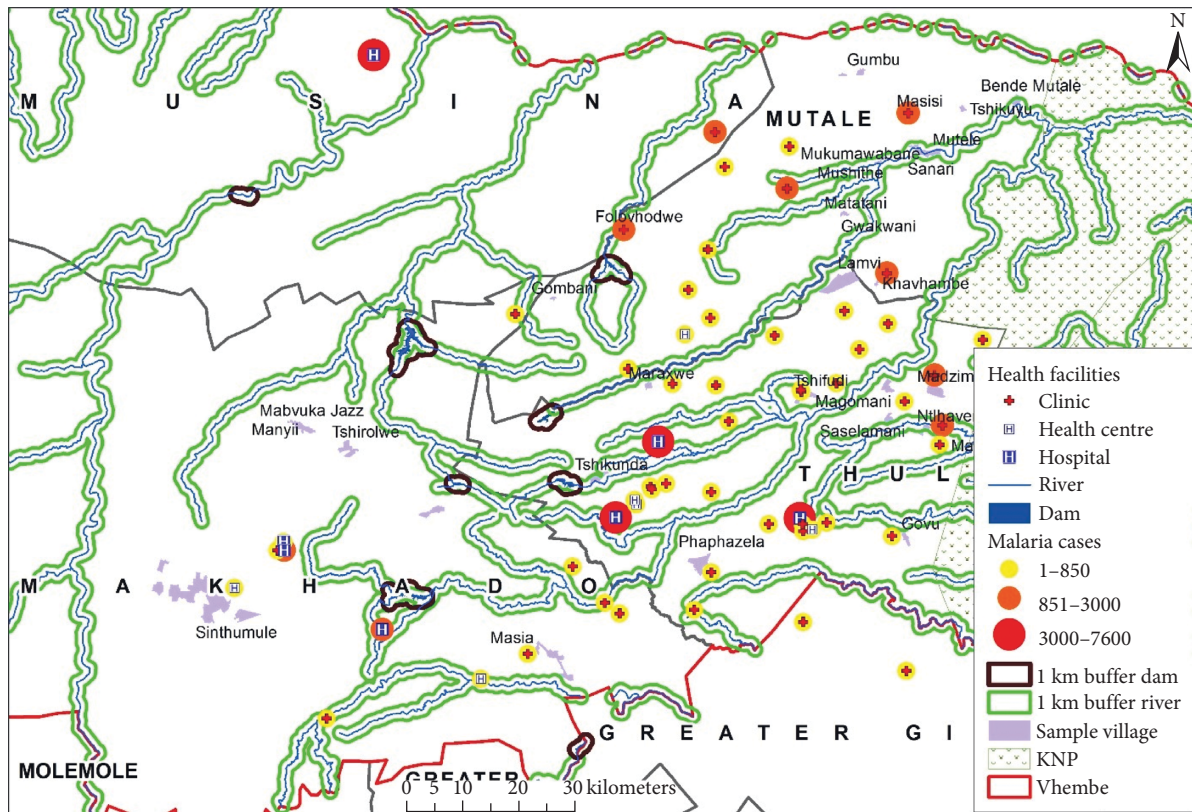 N
Gumbu
Bende Mutale
M U S I N A
Masisi
Tshikuyu
MUTALE
Mutele
Mukumawabane
Sanari
Mushithe
Matatani
Folovhodwe
Gwakwani
Lamvi
Khavhambe
Gombani
Maraxwe
Tshifudi
Madzim
Magomani
Mabvuka Jazz
Manyii
Tshirolwe
Saselamani
Ntlhave
Ma
Tshikunda
T H U L
Govu
Phaphazela
M A K H A D O
Sinthumule
Masia
G R E A T E R G I
MOLEMOLE
GREATER
0 5 10 20 30 kilometers
Health facilities
Clinic
H Health centre
H Hospital
River
Dam
Malaria cases
1–850
851–3000
3000–7600
1 km buffer dam
1 km buffer river
Sample village
KNP
Vhembe